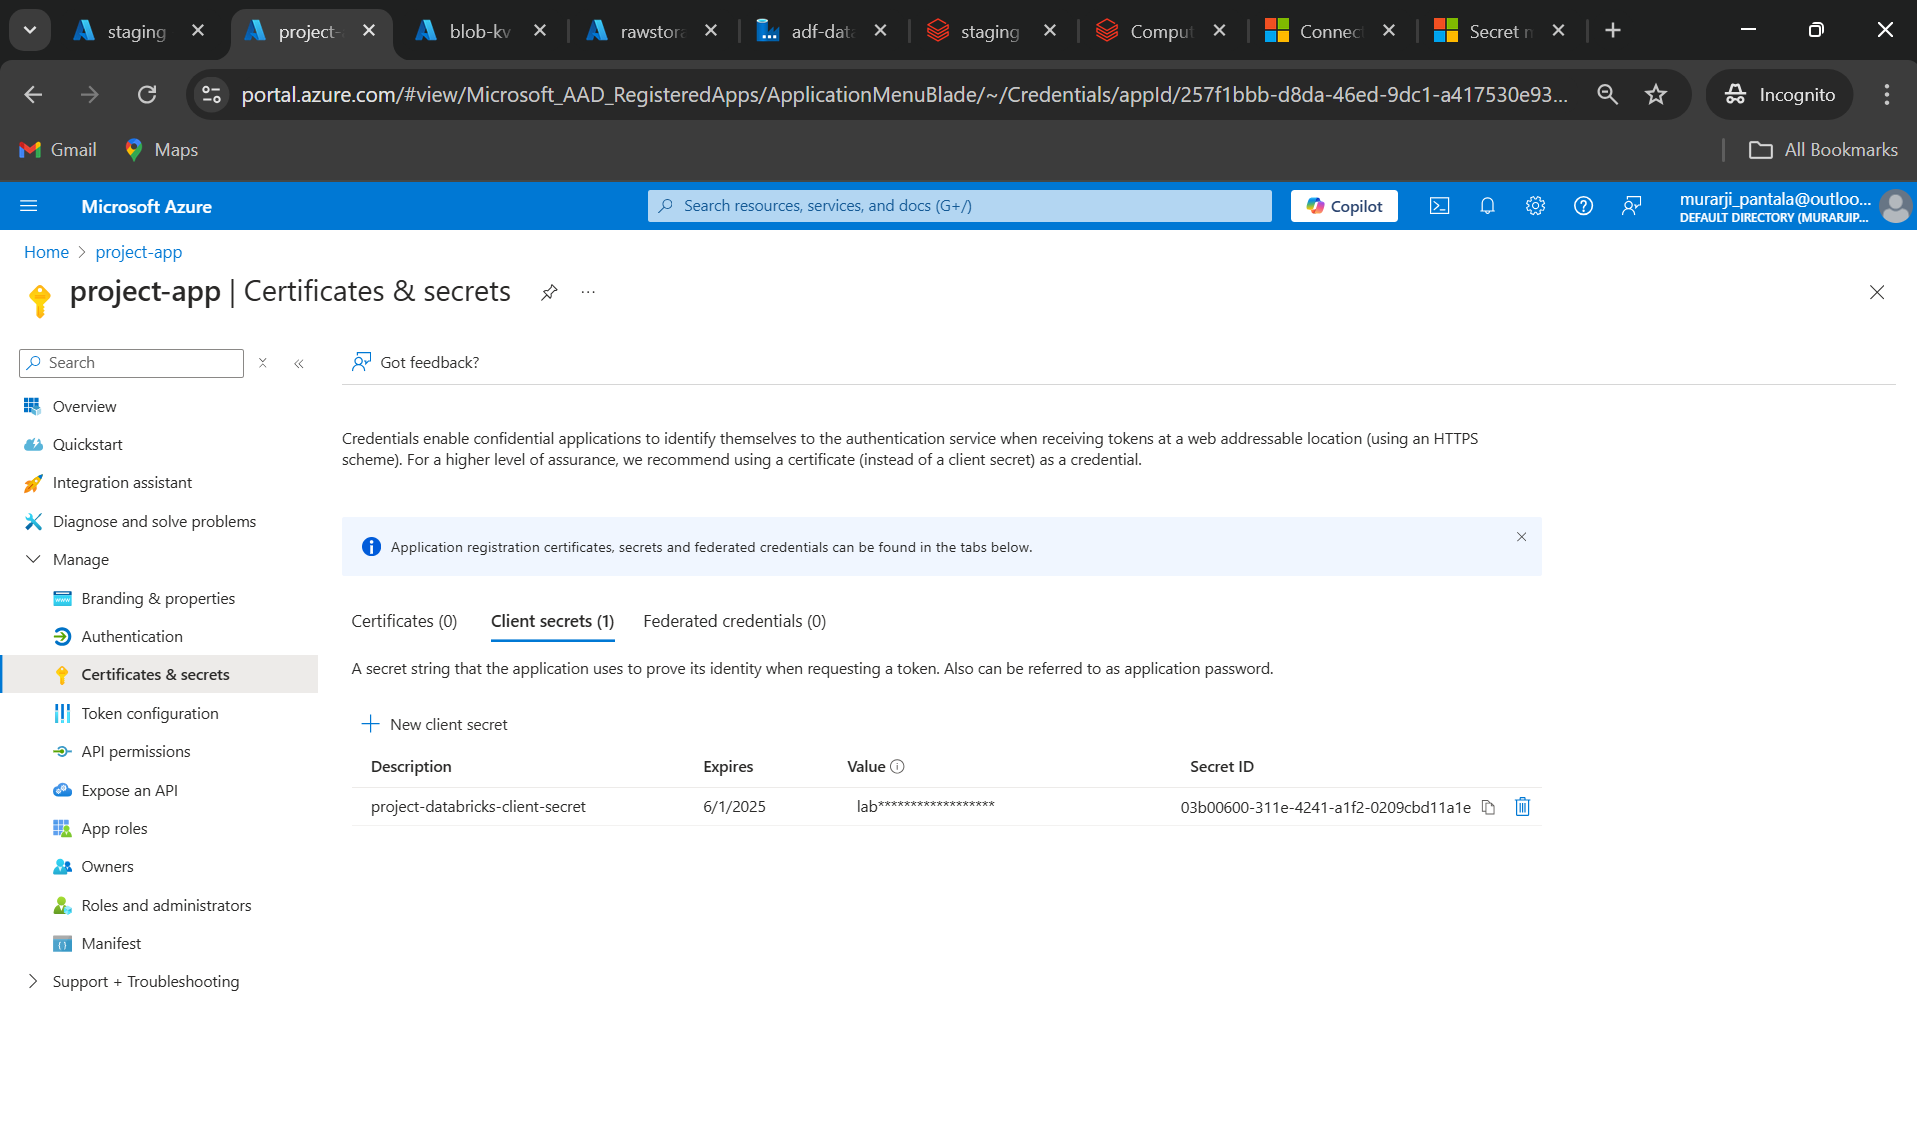 staging
project-
blob-kv
rawstora
adf-data
staging
Comput
Connec
Secret
portal.azure.com/#view/Microsoft_AAD_RegisteredApps/ApplicationMenuBlade/~/Credentials/appId/257f1bbb-d8da-46ed-9dc1-a417530e93...
Incognito
Gmail
Maps
All Bookmarks
Microsoft Azure
Search resources, services, and docs (G+/)
Copilot
murarji_pantala@outloo...
DEFAULT DIRECTORY (MURARJIP...
Home > project-app
project-app | Certificates & secrets
...
Search
Got feedback?
Overview
Quickstart
Integration assistant
Diagnose and solve problems
Manage
Branding & properties
Authentication
Certificates & secrets
Token configuration
API permissions
Expose an API
App roles
Owners
Roles and administrators
Manifest
Support + Troubleshooting
Credentials enable confidential applications to identify themselves to the authentication service when receiving tokens at a web addressable location (using an HTTPS
scheme). For a higher level of assurance, we recommend using a certificate (instead of a client secret) as a credential.
Application registration certificates, secrets and federated credentials can be found in the tabs below.
Certificates (0) Client secrets (1) Federated credentials (0)
A secret string that the application uses to prove its identity when requesting a token. Also can be referred to as application password.
New client secret
Description Expires Value Secret ID
project-databricks-client-secret 6/1/2025 lab****************** 03b00600-311e-4241-a1f2-0209cbd11a1e